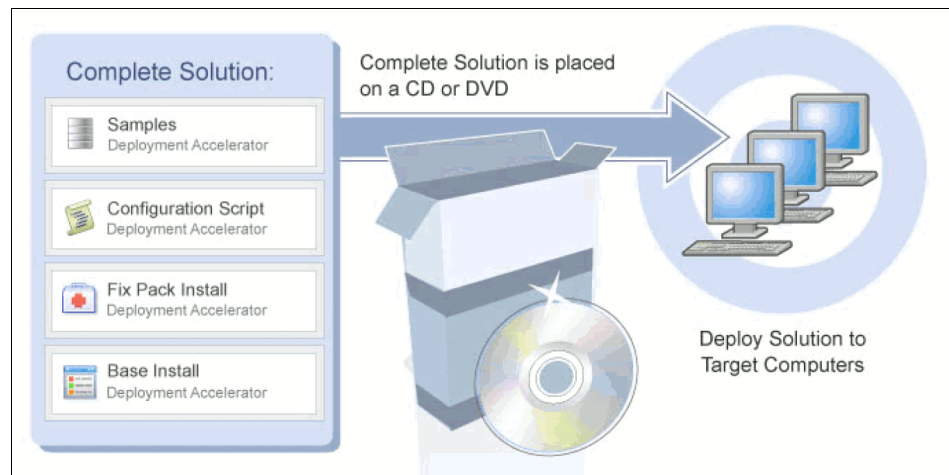 Complete Solution:
Samples
Deployment Accelerator
Configuration Script
Deployment Accelerator
Fix Pack Install
Deployment Accelerator
Base Install
Deployment Accelerator
Complete Solution is placed
on a CD or DVD
Deploy Solution to
Target Computers